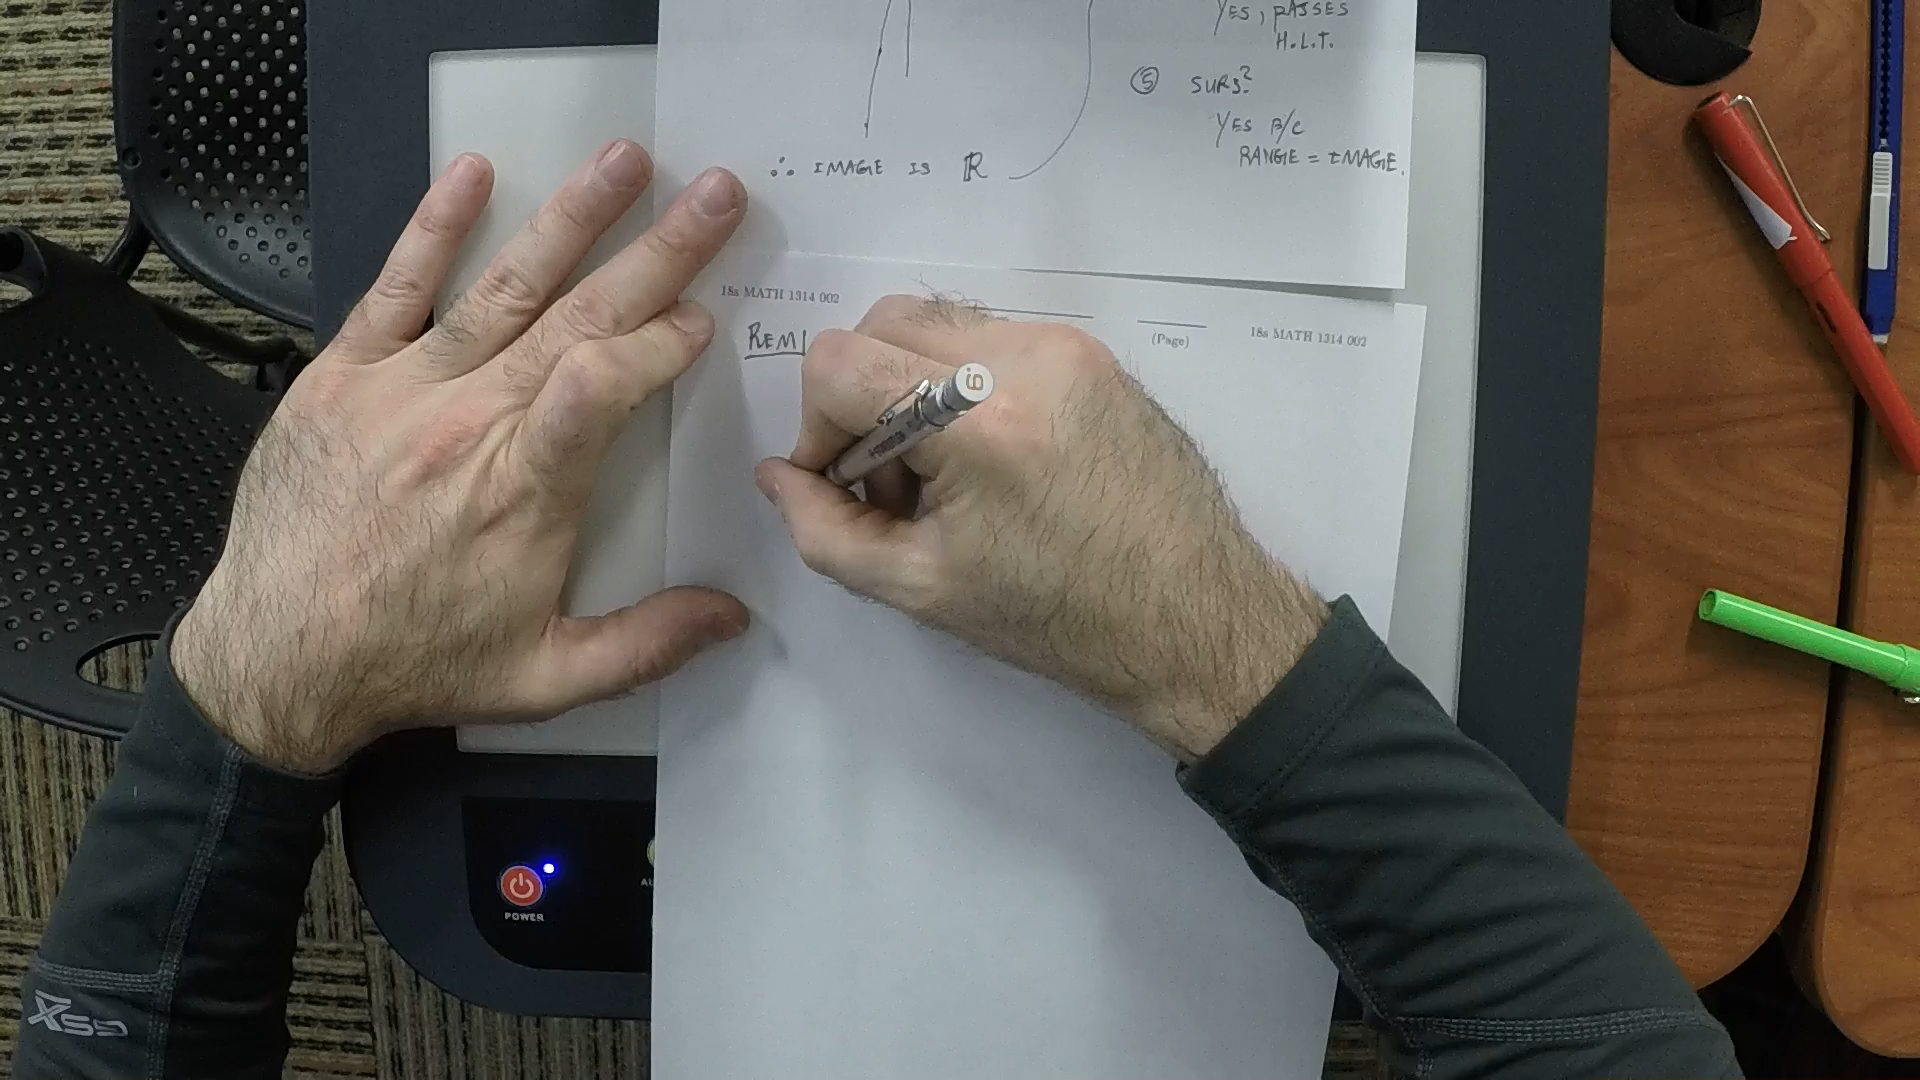 YES, PASSES
H.L.T.
⑤ SURJ?
YES B/C
RANGE = IMAGE.
∴ IMAGE IS ℝ
18s MATH 1314 002
(Page)
18s MATH 1314 002
REM
.9
POWER